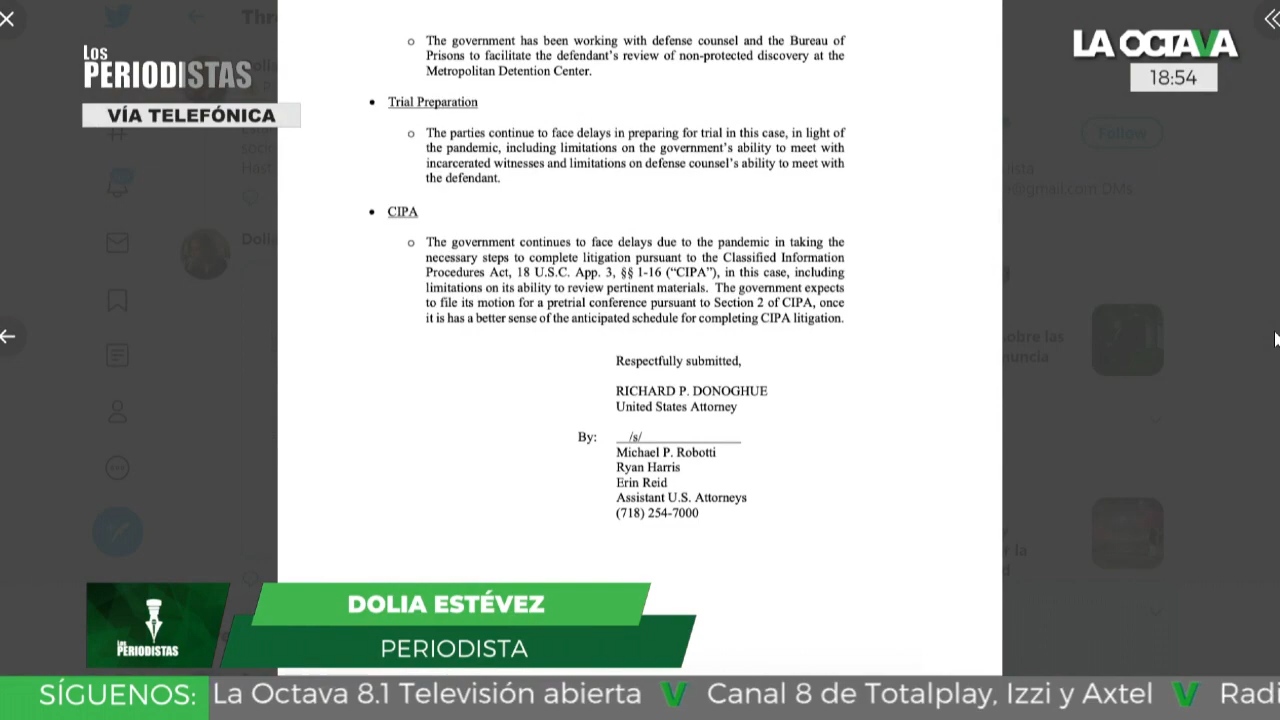 Los
PERIODISTAS
VÍA TELEFÓNICA
LA OCTAVA
18:54
Thr
Follow
@gmail.com DMs
Dolia
obre las
uncia
o The government has been working with defense counsel and the Bureau of
Prisons to facilitate the defendant's review of non-protected discovery at the
Metropolitan Detention Center.
• Trial Preparation
o The parties continue to face delays in preparing for trial in this case, in light of
the pandemic, including limitations on the government's ability to meet with
incarcerated witnesses and limitations on defense counsel's ability to meet with
the defendant.
• CIPA
o The government continues to face delays due to the pandemic in taking the
necessary steps to complete litigation pursuant to the Classified Information
Procedures Act, 18 U.S.C. App. 3, §§ 1-16 ("CIPA"), in this case, including
limitations on its ability to review pertinent materials. The government expects
to file its motion for a pretrial conference pursuant to Section 2 of CIPA, once
it is has a better sense of the anticipated schedule for completing CIPA litigation.
Respectfully submitted,
RICHARD P. DONOGHUE
United States Attorney
By: /s/
Michael P. Robotti
Ryan Harris
Erin Reid
Assistant U.S. Attorneys
(718) 254-7000
Los
PERIODISTAS
DOLIA ESTÉVEZ
PERIODISTA
SÍGUENOS: La Octava 8.1 Televisión abierta V Canal 8 de Totalplay, Izzi y Axtel V Radi